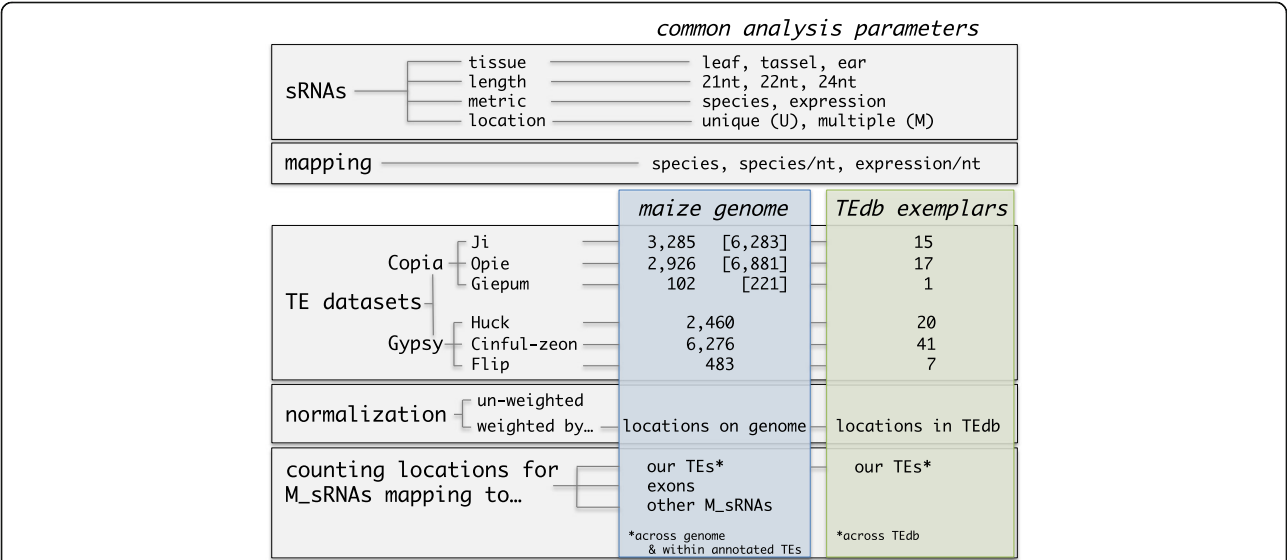 common analysis parameters
sRNAs
tissue leaf, tassel, ear
length 21nt, 22nt, 24nt
metric species, expression
location unique (U), multiple (M)
mapping species, species/nt, expression/nt
maize genome TEdb exemplars
TE datasets
Copia
Ji 3,285 [6,283] 15
Opie 2,926 [6,881] 17
Giepum 102 [221] 1
Gypsy
Huck 2,460 20
Cinful-zeon 6,276 41
Flip 483 7
normalization
un-weighted
weighted by… locations on genome locations in TEdb
counting locations for
M_sRNAs mapping to…
our TEs* our TEs*
exons
other M_sRNAs
*across genome
& within annotated TEs
*across TEdb